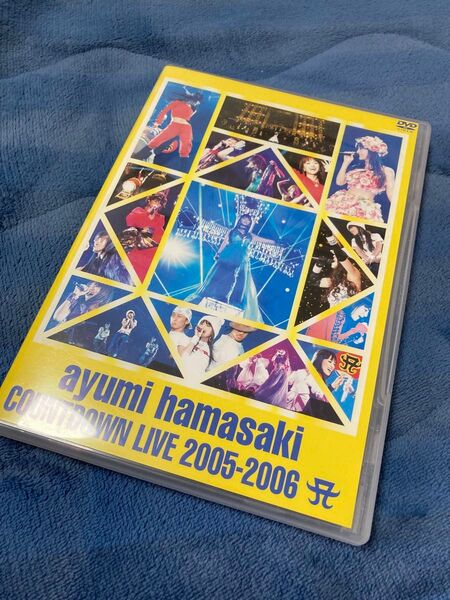 DVD
ayumi hamasaki
COUNTDOWN LIVE 2005-2006 A